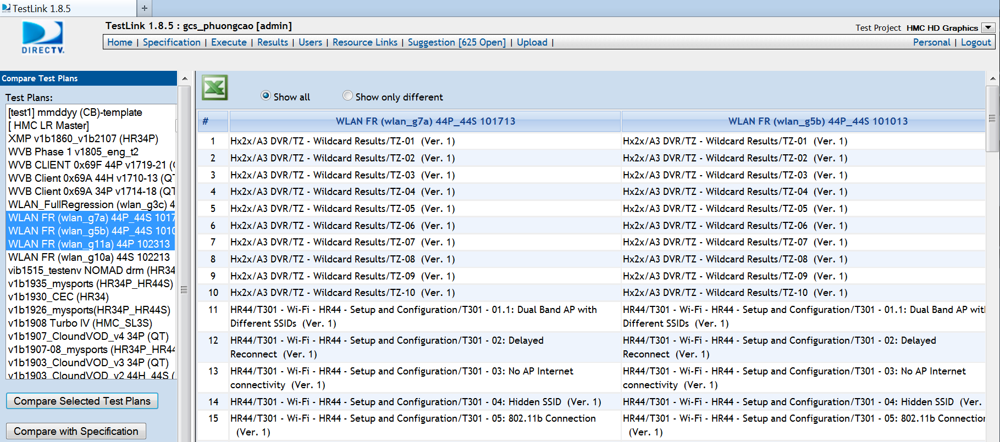 TestLink 1.8.5
+
DIRECTV.
TestLink 1.8.5 : gcs_phuongcao [admin]
Test Project HMC HD Graphics
Home | Specification | Execute | Results | Users | Resource Links | Suggestion [625 Open] | Upload |
Personal | Logout
Compare Test Plans
Test Plans:
[test1] mmddyy (CB)-template
[ HMC LR Master]
XMP v1b1860_v1b2107 (HR34P)
WVB Phase 1 v1805_eng_t2
WVB CLIENT 0x69F 44P v1719-21 (
WVB Client 0x69A 44H v1710-13 (QT
WVB Client 0x69A 34P v1714-18 (QT
WLAN_FullRegression (wlan_g3c) 4
WLAN FR (wlan_g7a) 44P_44S 1017
WLAN FR (wlan_g5b) 44P_44S 1010
WLAN FR (wlan_g11a) 44P 102313
WLAN FR (wlan_g10a) 44S 102213
vib1515_testenv NOMAD drm (HR34
v1b1935_mysports (HR34P_HR44S)
v1b1930_CEC (HR34)
v1b1926_mysports(HR34P_HR44S)
v1b1908 Turbo IV (HMC_SL3S)
v1b1907_CloundVOD_v4 34P (QT)
v1b1907-08_mysports (HR34P_HR44
v1b1903_CloundVOD_v3 34P (QT)
v1b1903_CloundVOD_v2 44H_44S (
Compare Selected Test Plans
Compare with Specification
Show all
Show only different
# WLAN FR (wlan_g7a) 44P_44S 101713 WLAN FR (wlan_g5b) 44P_44S 101013
1 Hx2x/A3 DVR/TZ - Wildcard Results/TZ-01 (Ver. 1) Hx2x/A3 DVR/TZ - Wildcard Results/TZ-01 (Ver. 1)
2 Hx2x/A3 DVR/TZ - Wildcard Results/TZ-02 (Ver. 1) Hx2x/A3 DVR/TZ - Wildcard Results/TZ-02 (Ver. 1)
3 Hx2x/A3 DVR/TZ - Wildcard Results/TZ-03 (Ver. 1) Hx2x/A3 DVR/TZ - Wildcard Results/TZ-03 (Ver. 1)
4 Hx2x/A3 DVR/TZ - Wildcard Results/TZ-04 (Ver. 1) Hx2x/A3 DVR/TZ - Wildcard Results/TZ-04 (Ver. 1)
5 Hx2x/A3 DVR/TZ - Wildcard Results/TZ-05 (Ver. 1) Hx2x/A3 DVR/TZ - Wildcard Results/TZ-05 (Ver. 1)
6 Hx2x/A3 DVR/TZ - Wildcard Results/TZ-06 (Ver. 1) Hx2x/A3 DVR/TZ - Wildcard Results/TZ-06 (Ver. 1)
7 Hx2x/A3 DVR/TZ - Wildcard Results/TZ-07 (Ver. 1) Hx2x/A3 DVR/TZ - Wildcard Results/TZ-07 (Ver. 1)
8 Hx2x/A3 DVR/TZ - Wildcard Results/TZ-08 (Ver. 1) Hx2x/A3 DVR/TZ - Wildcard Results/TZ-08 (Ver. 1)
9 Hx2x/A3 DVR/TZ - Wildcard Results/TZ-09 (Ver. 1) Hx2x/A3 DVR/TZ - Wildcard Results/TZ-09 (Ver. 1)
10 Hx2x/A3 DVR/TZ - Wildcard Results/TZ-10 (Ver. 1) Hx2x/A3 DVR/TZ - Wildcard Results/TZ-10 (Ver. 1)
11 HR44/T301 - Wi-Fi - HR44 - Setup and Configuration/T301 - 01.1: Dual Band AP with HR44/T301 - Wi-Fi - HR44 - Setup and Configuration/T301 - 01.1: Dual Band AP with
Different SSIDs (Ver. 1) Different SSIDs (Ver. 1)
12 HR44/T301 - Wi-Fi - HR44 - Setup and Configuration/T301 - 02: Delayed HR44/T301 - Wi-Fi - HR44 - Setup and Configuration/T301 - 02: Delayed
Reconnect (Ver. 1) Reconnect (Ver. 1)
13 HR44/T301 - Wi-Fi - HR44 - Setup and Configuration/T301 - 03: No AP Internet HR44/T301 - Wi-Fi - HR44 - Setup and Configuration/T301 - 03: No AP Internet
connectivity (Ver. 1) connectivity (Ver. 1)
14 HR44/T301 - Wi-Fi - HR44 - Setup and Configuration/T301 - 04: Hidden SSID (Ver. 1) HR44/T301 - Wi-Fi - HR44 - Setup and Configuration/T301 - 04: Hidden SSID (Ver.
15 HR44/T301 - Wi-Fi - HR44 - Setup and Configuration/T301 - 05: 802.11b Connection HR44/T301 - Wi-Fi - HR44 - Setup and Configuration/T301 - 05: 802.11b Connection
(Ver. 1) (Ver. 1)